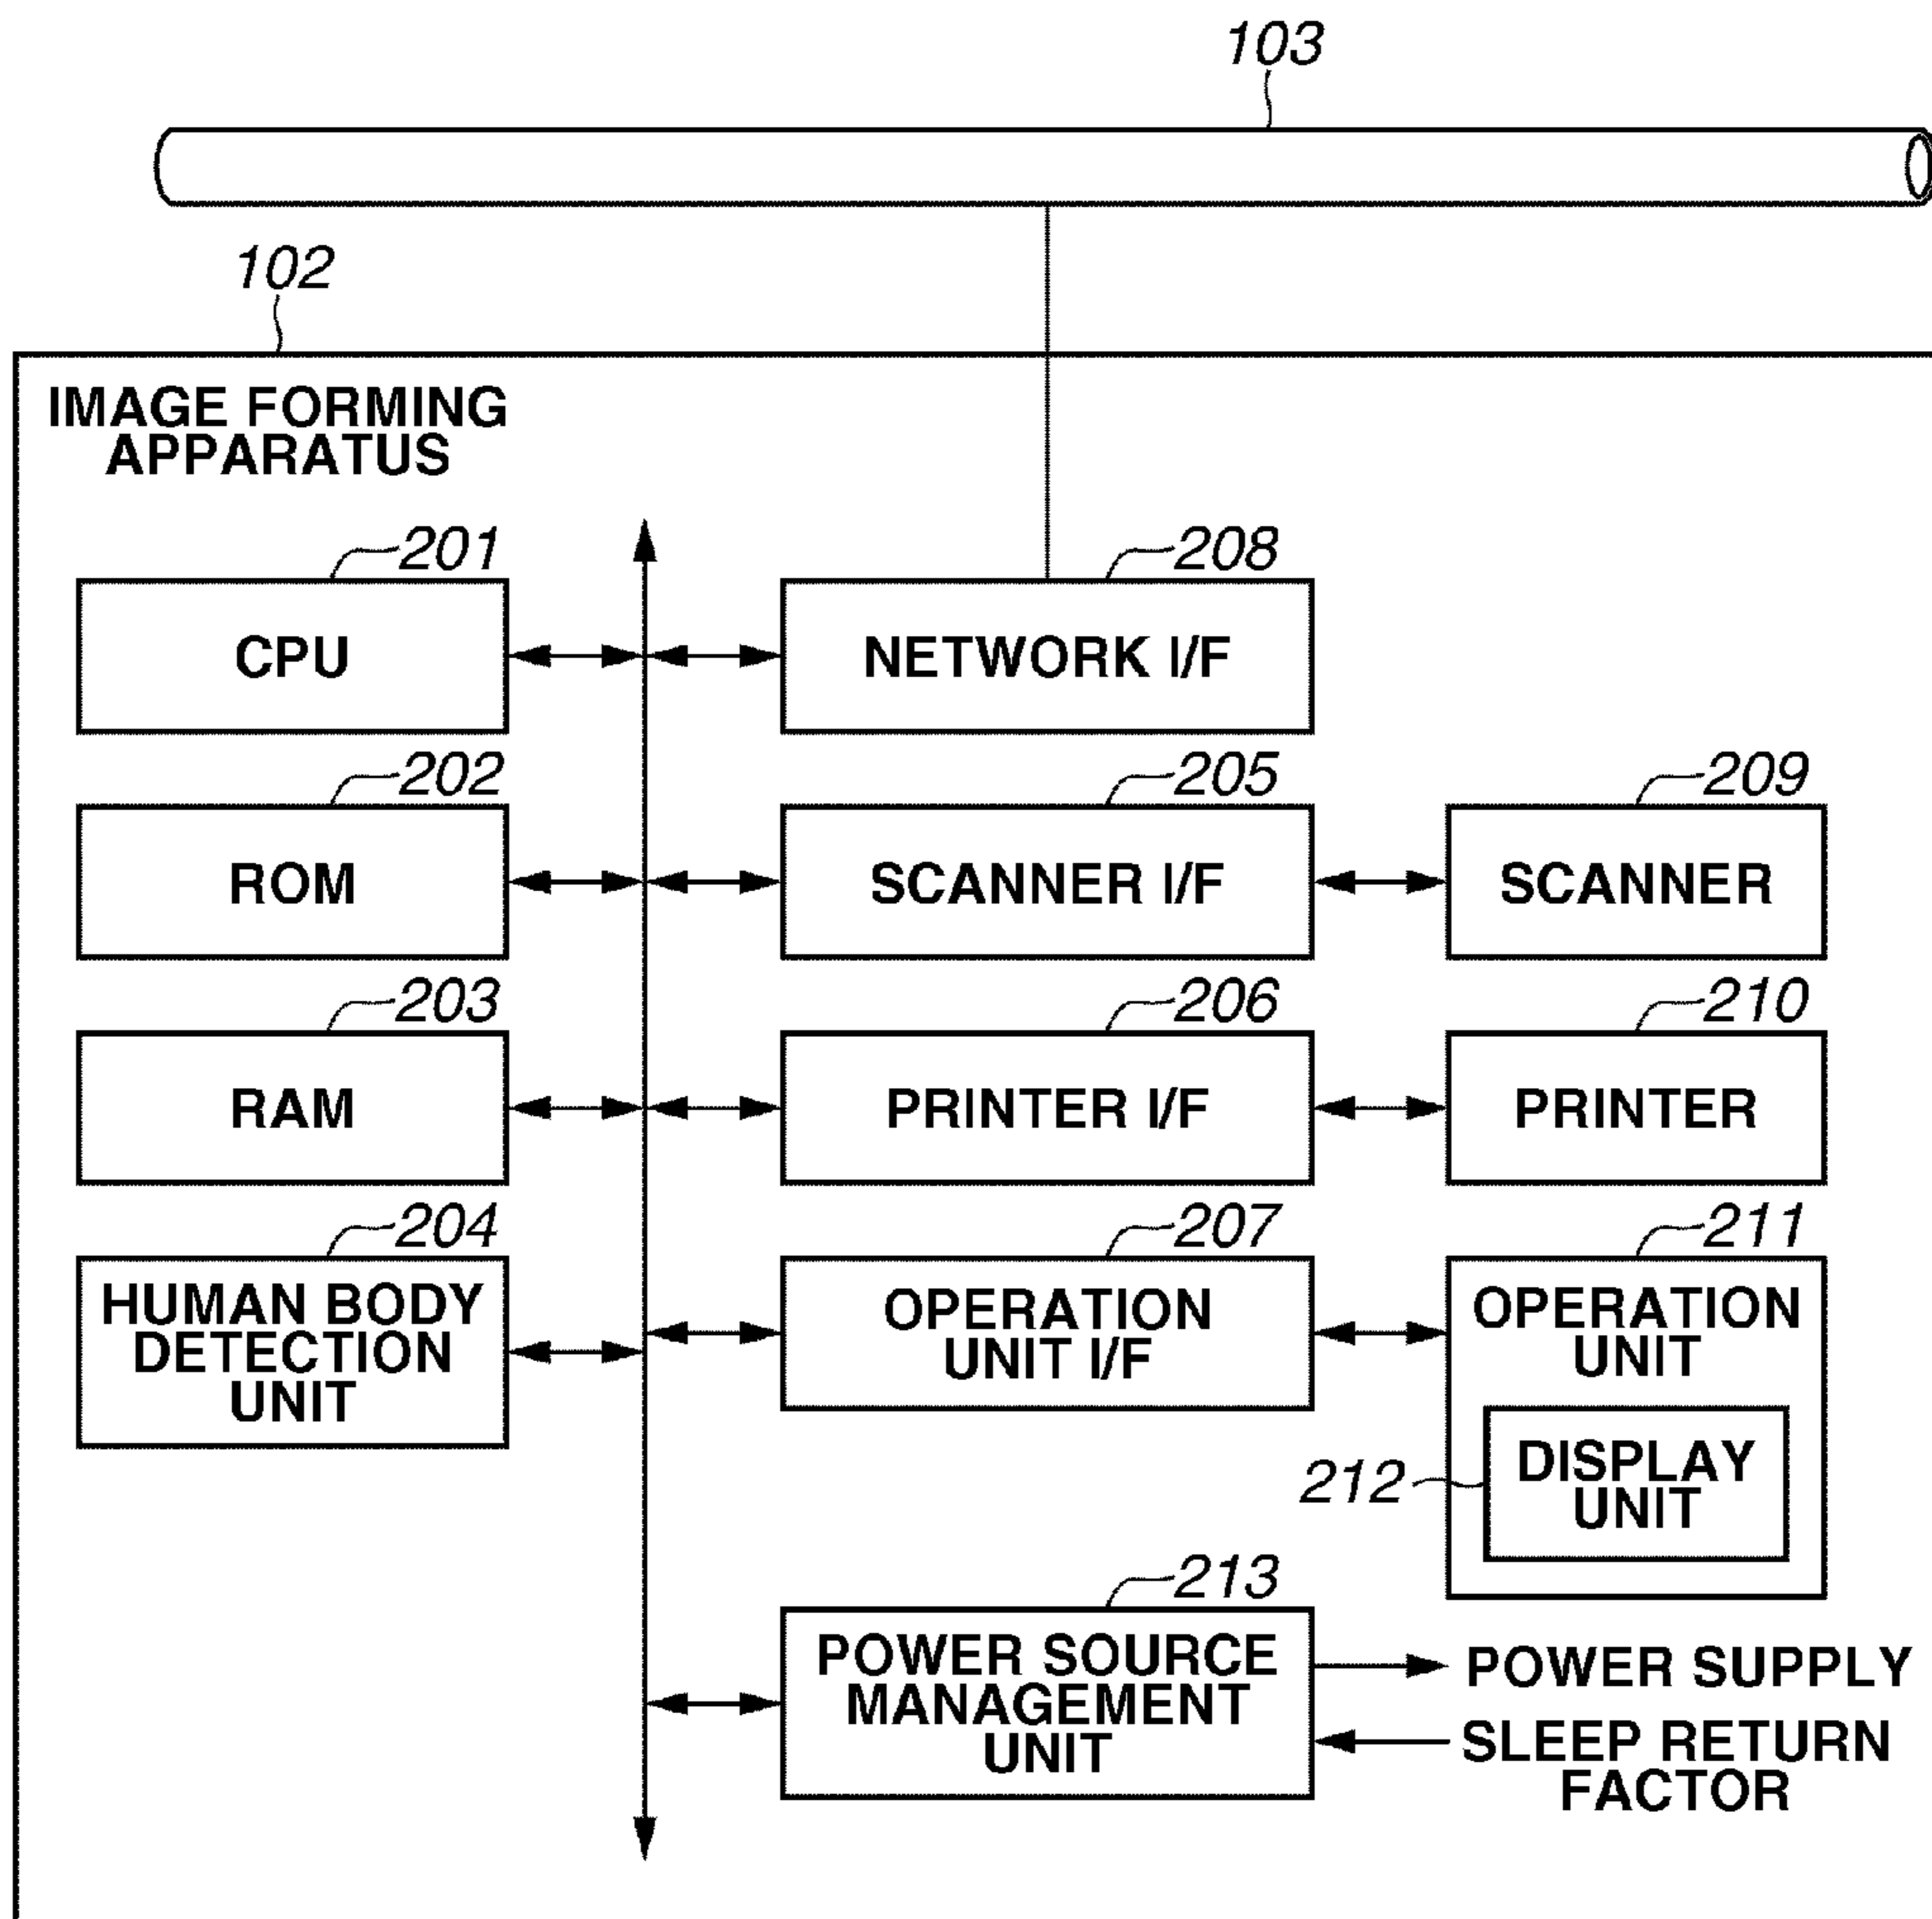 103
102
IMAGE FORMING
APPARATUS
201
CPU
208
NETWORK I/F
202
ROM
205
SCANNER I/F
209
SCANNER
203
RAM
206
PRINTER I/F
210
PRINTER
204
HUMAN BODY
DETECTION
UNIT
207
OPERATION
UNIT I/F
211
OPERATION
UNIT
212
DISPLAY
UNIT
213
POWER SOURCE
MANAGEMENT
UNIT
POWER SUPPLY
SLEEP RETURN
FACTOR